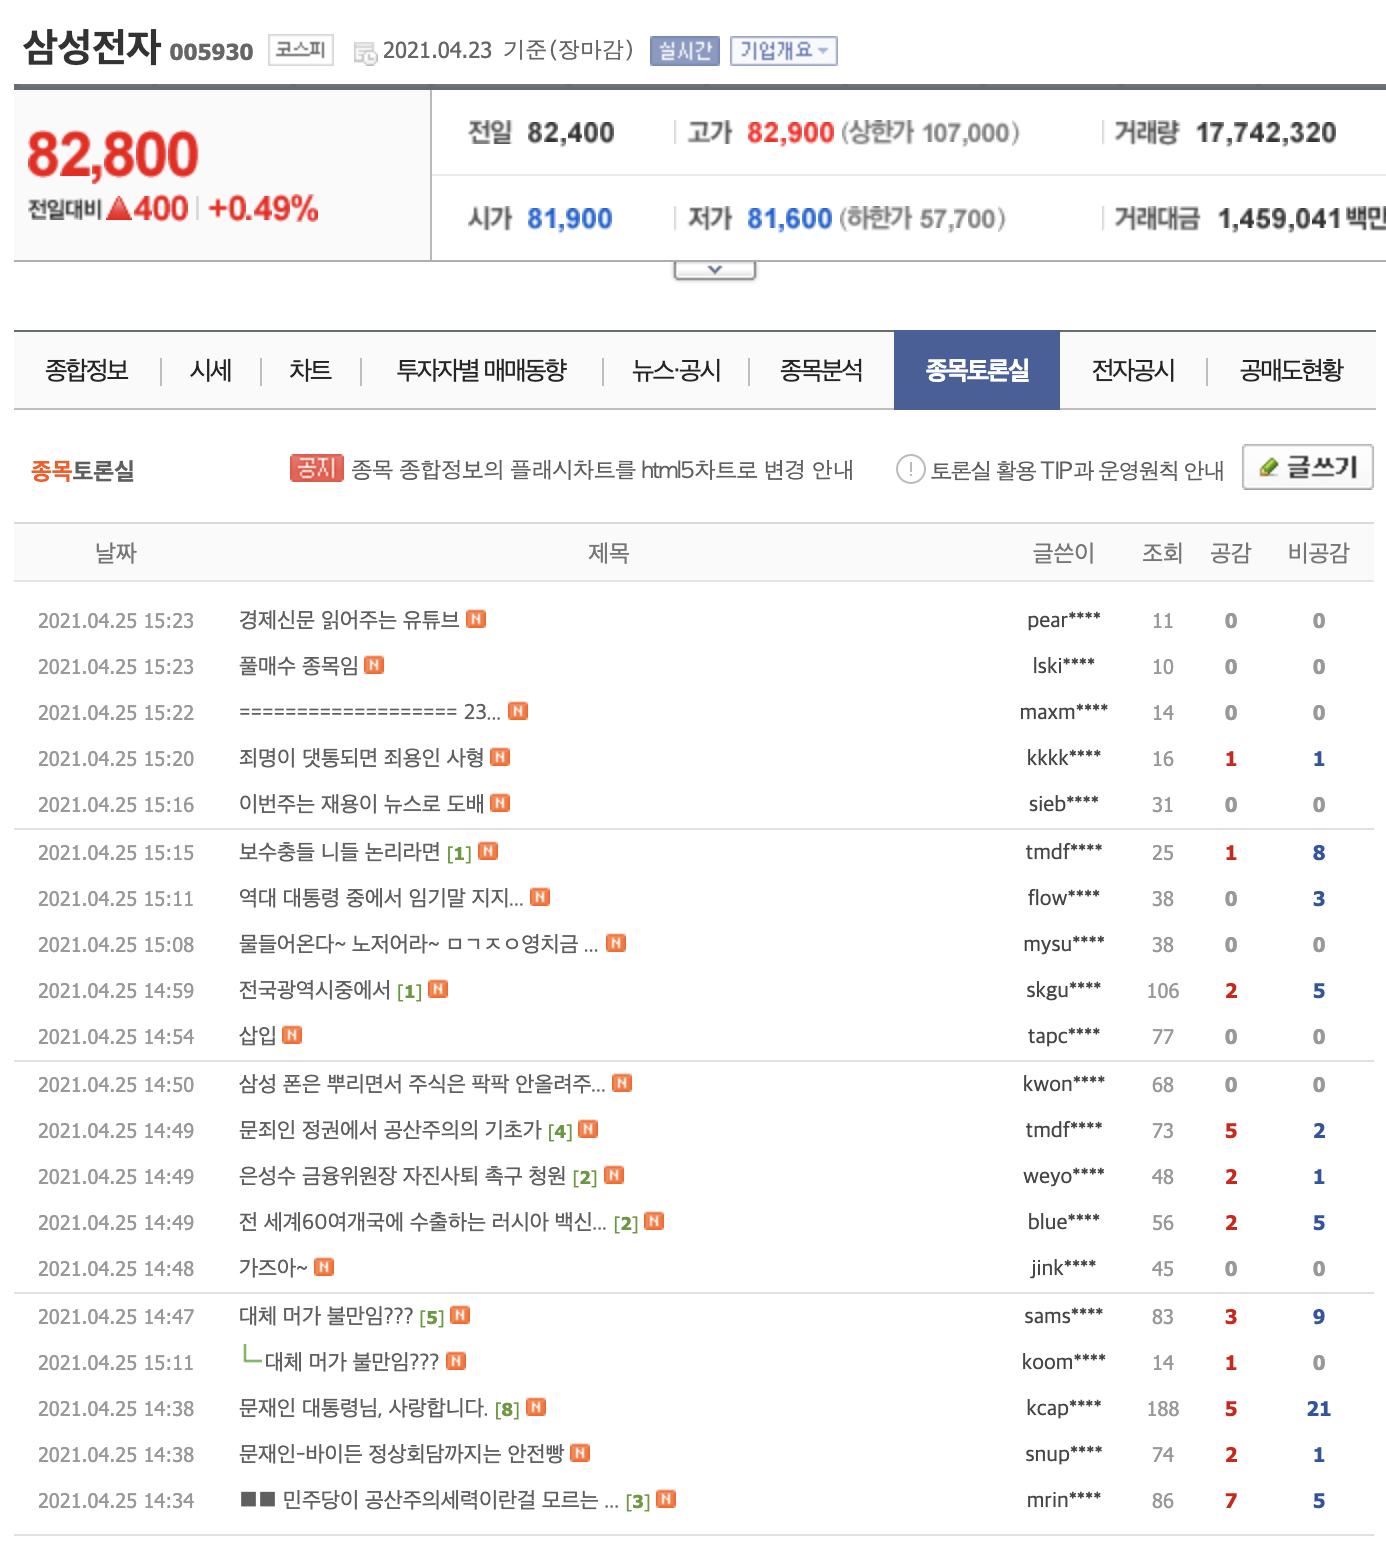 삼성전자 005930 코스피 2021.04.23 기준(장마감) 실시간 기업개요
82,800
전일대비 ▲400 +0.49%
전일 82,400 고가 82,900 (상한가 107,000) 거래량 17,742,320
시가 81,900 저가 81,600 (하한가 57,700) 거래대금 1,459,041백만
종합정보 시세 차트 투자자별 매매동향 뉴스·공시 종목분석 종목토론실 전자공시 공매도현황
종목토론실 공지 종목 종합정보의 플래시차트를 html5차트로 변경 안내 ! 토론실 활용 TIP과 운영원칙 안내 글쓰기
날짜 제목 글쓴이 조회 공감 비공감
2021.04.25 15:23 경제신문 읽어주는 유튜브 N pear**** 11 0 0
2021.04.25 15:23 풀매수 종목임 N lski**** 10 0 0
2021.04.25 15:22 =================== 23... N maxm**** 14 0 0
2021.04.25 15:20 죄명이 댓통되면 죄용인 사형 N kkkk**** 16 1 1
2021.04.25 15:16 이번주는 재용이 뉴스로 도배 N sieb**** 31 0 0
2021.04.25 15:15 보수충들 니들 논리라면 [1] N tmdf**** 25 1 8
2021.04.25 15:11 역대 대통령 중에서 임기말 지지... N flow**** 38 0 3
2021.04.25 15:08 물들어온다~ 노저어라~ ㅁㄱㅈㅇ영치금 ... N mysu**** 38 0 0
2021.04.25 14:59 전국광역시중에서 [1] N skgu**** 106 2 5
2021.04.25 14:54 삽입 N tapc**** 77 0 0
2021.04.25 14:50 삼성 폰은 뿌리면서 주식은 팍팍 안올려주... N kwon**** 68 0 0
2021.04.25 14:49 문죄인 정권에서 공산주의의 기초가 [4] N tmdf**** 73 5 2
2021.04.25 14:49 은성수 금융위원장 자진사퇴 촉구 청원 [2] N weyo**** 48 2 1
2021.04.25 14:49 전 세계60여개국에 수출하는 러시아 백신... [2] N blue**** 56 2 5
2021.04.25 14:48 가즈아~ N jink**** 45 0 0
2021.04.25 14:47 대체 머가 불만임??? [5] N sams**** 83 3 9
2021.04.25 15:11 대체 머가 불만임??? N koom**** 14 1 0
2021.04.25 14:38 문재인 대통령님, 사랑합니다. [8] N kcap**** 188 5 21
2021.04.25 14:38 문재인-바이든 정상회담까지는 안전빵 N snup**** 74 2 1
2021.04.25 14:34 ■■ 민주당이 공산주의세력이란걸 모르는 ... [3] N mrin**** 86 7 5